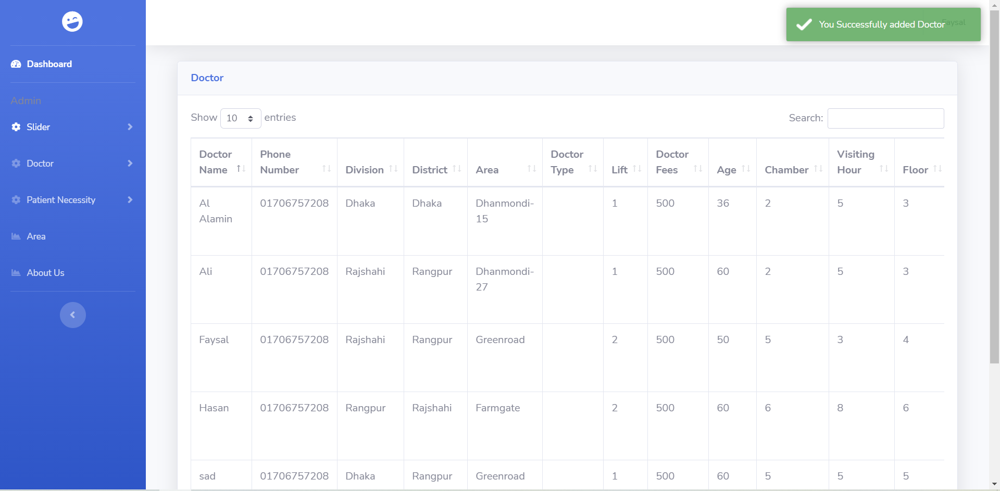 You Successfully added Doctor
Faysal
Dashboard
Admin
Slider
Doctor
Patient Necessity
Area
About Us
Doctor
Show 10 entries
Search:
Doctor Name Phone Number Division District Area Doctor Type Lift Doctor Fees Age Chamber Visiting Hour Floor
Al Alamin 01706757208 Dhaka Dhaka Dhanmondi-15 1 500 36 2 5 3
Ali 01706757208 Rajshahi Rangpur Dhanmondi-27 1 500 60 2 5 3
Faysal 01706757208 Rajshahi Rangpur Greenroad 2 500 50 5 3 4
Hasan 01706757208 Rangpur Rajshahi Farmgate 2 500 60 6 8 6
sad 01706757208 Dhaka Rangpur Greenroad 1 500 60 5 5 5